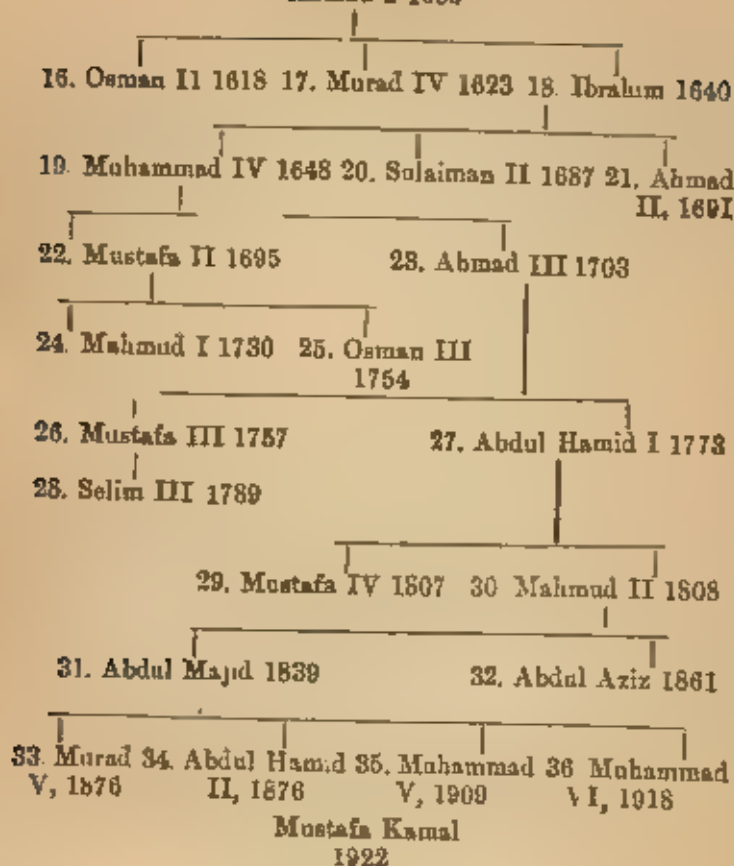 16. Osman II 1618 17. Murad IV 1623 18. Ibrahim 1640
19. Muhammad IV 1648 20. Sulaiman II 1687 21. Ahmad
II, 1691
22. Mustafa II 1695 23. Ahmad III 1703
24. Mahmud I 1730 25. Osman III
1754
26. Mustafa III 1757 27. Abdul Hamid I 1773
28. Selim III 1789
29. Mustafa IV 1807 30 Mahmud II 1808
31. Abdul Majid 1839 32. Abdul Aziz 1861
33. Murad 34. Abdul Hamid 35. Muhammad 36 Muhammad
V, 1876 II, 1876 V, 1909 VI, 1918
Mustafa Kamal
1922